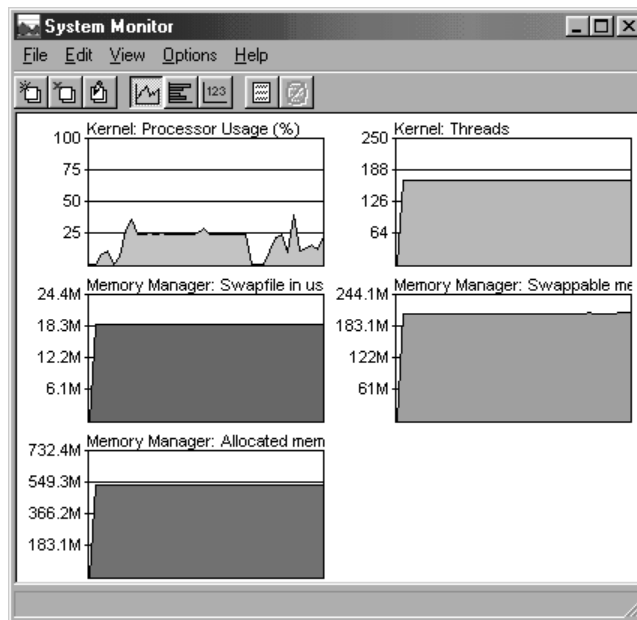 System Monitor
File Edit View Options Help
123
Kernel: Processor Usage (%)
100
75
50
25
Kernel: Threads
250
188
126
64
Memory Manager: Swapfile in us
24.4M
18.3M
12.2M
6.1M
Memory Manager: Swappable me
244.1M
183.1M
122M
61M
Memory Manager: Allocated mem
732.4M
549.3M
366.2M
183.1M